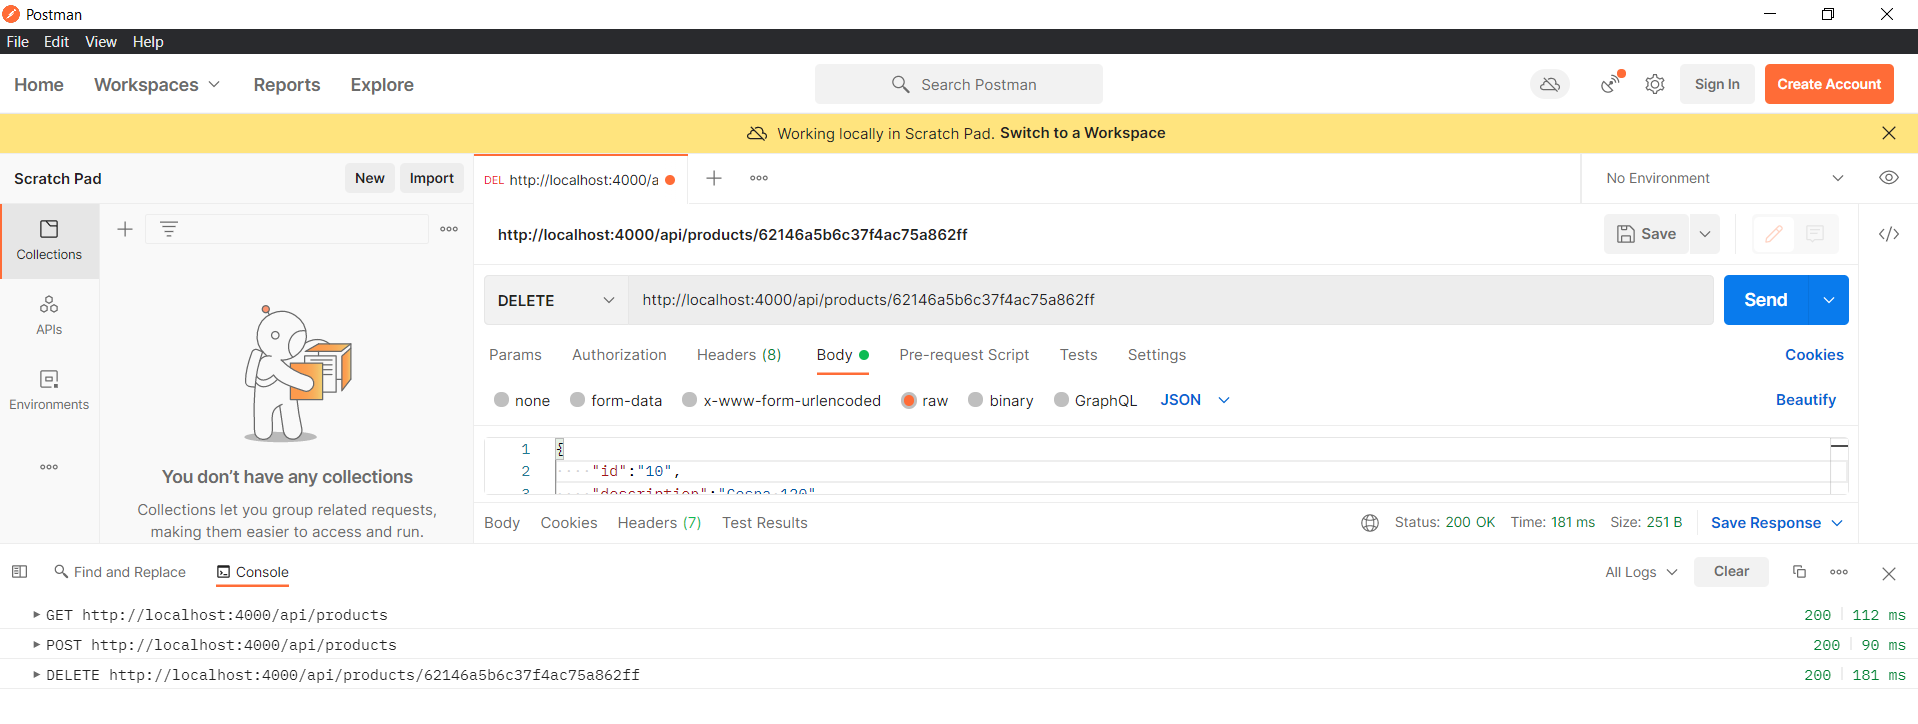 Postman
File Edit View Help
Home Workspaces Reports Explore Search Postman Sign In Create Account
Working locally in Scratch Pad. Switch to a Workspace
Scratch Pad New Import
DEL http://localhost:4000/a
No Environment
Collections
APIs
Environments
You don't have any collections
Collections let you group related requests,
making them easier to access and run.
http://localhost:4000/api/products/62146a5b6c37f4ac75a862ff
Save
DELETE http://localhost:4000/api/products/62146a5b6c37f4ac75a862ff Send
Params Authorization Headers (8) Body Pre-request Script Tests Settings Cookies
none form-data x-www-form-urlencoded raw binary GraphQL JSON Beautify
1 {
2 "id":"10",
3 "description":"Cosna 120"
Body Cookies Headers (7) Test Results Status: 200 OK Time: 181 ms Size: 251 B Save Response
Find and Replace Console All Logs Clear
GET http://localhost:4000/api/products 200 112 ms
POST http://localhost:4000/api/products 200 90 ms
DELETE http://localhost:4000/api/products/62146a5b6c37f4ac75a862ff 200 181 ms